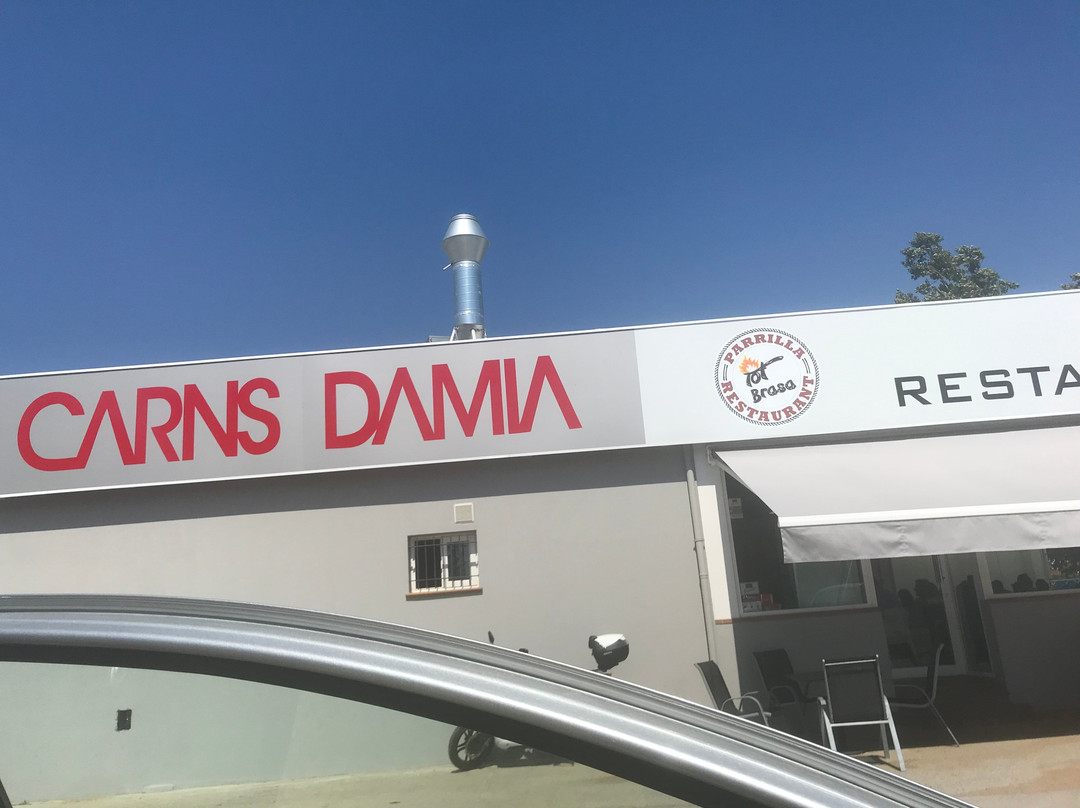 CARNS DAMIA
PARRILLA
Tot
Brasa
RESTAURANT
RESTA